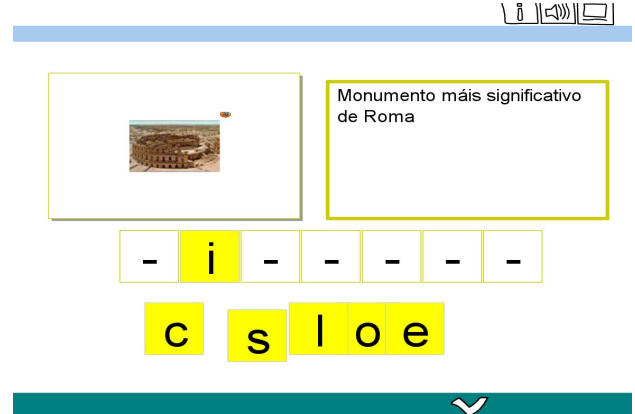 Monumento máis significativo
de Roma
- i - - - - -
c s l o e